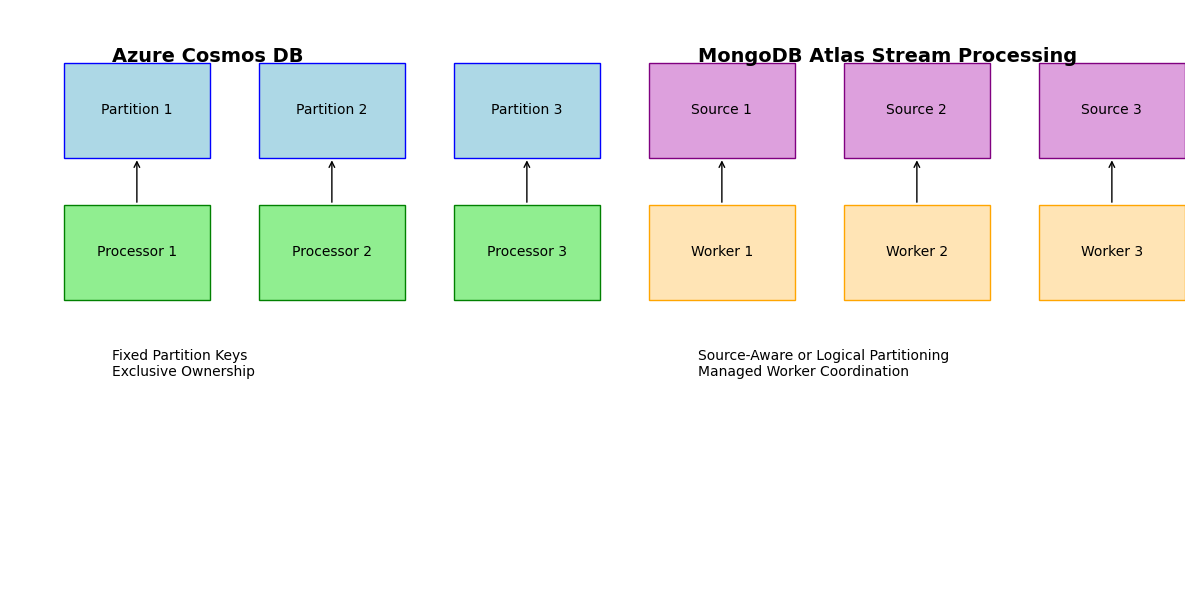 Azure Cosmos DB
Partition 1
Partition 2
Partition 3
Processor 1
Processor 2
Processor 3
Fixed Partition Keys
Exclusive Ownership
MongoDB Atlas Stream Processing
Source 1
Source 2
Source 3
Worker 1
Worker 2
Worker 3
Source-Aware or Logical Partitioning
Managed Worker Coordination